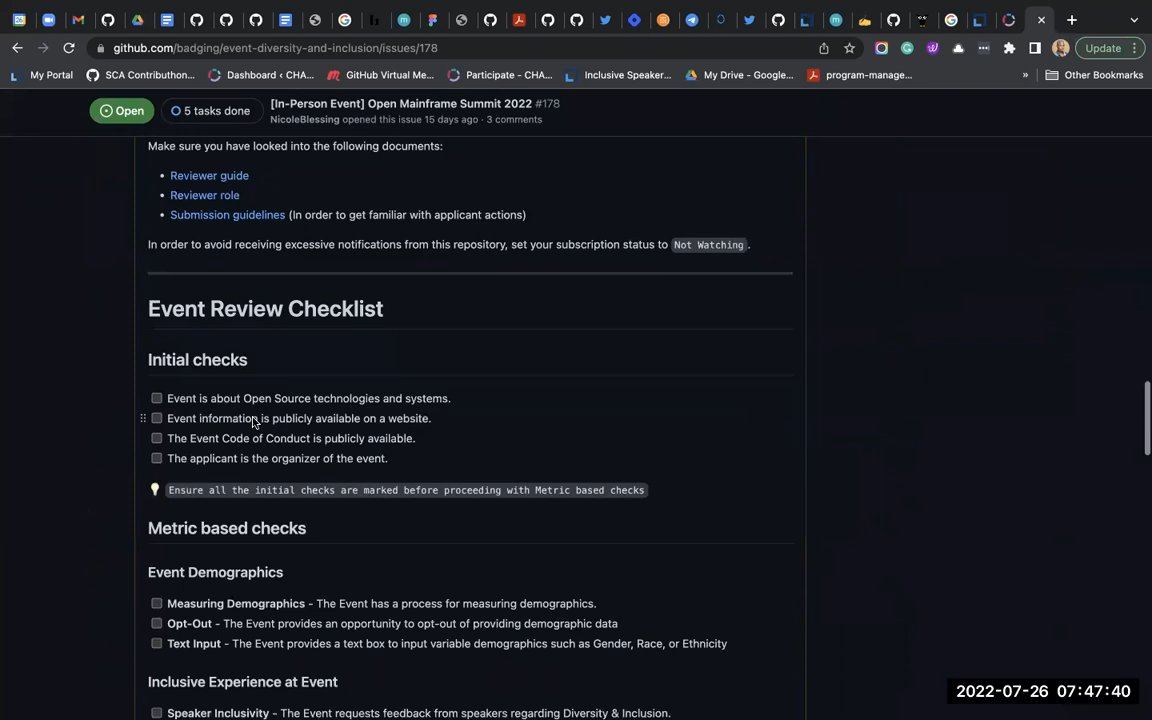 github.com/badging/event-diversity-and-inclusion/issues/178
Update
My Portal
SCA Contributhon...
Dashboard ‹ CHA...
GitHub Virtual Me...
Participate - CHA...
Inclusive Speaker...
My Drive - Google...
program-manage...
»
Other Bookmarks
Open
5 tasks done
[In-Person Event] Open Mainframe Summit 2022 #178
NicoleBlessing opened this issue 15 days ago · 3 comments
Make sure you have looked into the following documents:
• Reviewer guide
• Reviewer role
• Submission guidelines (In order to get familiar with applicant actions)
In order to avoid receiving excessive notifications from this repository, set your subscription status to Not Watching.
Event Review Checklist
Initial checks
Event is about Open Source technologies and systems.
Event information is publicly available on a website.
The Event Code of Conduct is publicly available.
The applicant is the organizer of the event.
Ensure all the initial checks are marked before proceeding with Metric based checks
Metric based checks
Event Demographics
Measuring Demographics - The Event has a process for measuring demographics.
Opt-Out - The Event provides an opportunity to opt-out of providing demographic data
Text Input - The Event provides a text box to input variable demographics such as Gender, Race, or Ethnicity
Inclusive Experience at Event
Speaker Inclusivity - The Event requests feedback from speakers regarding Diversity & Inclusion.
2022-07-26 07:47:40